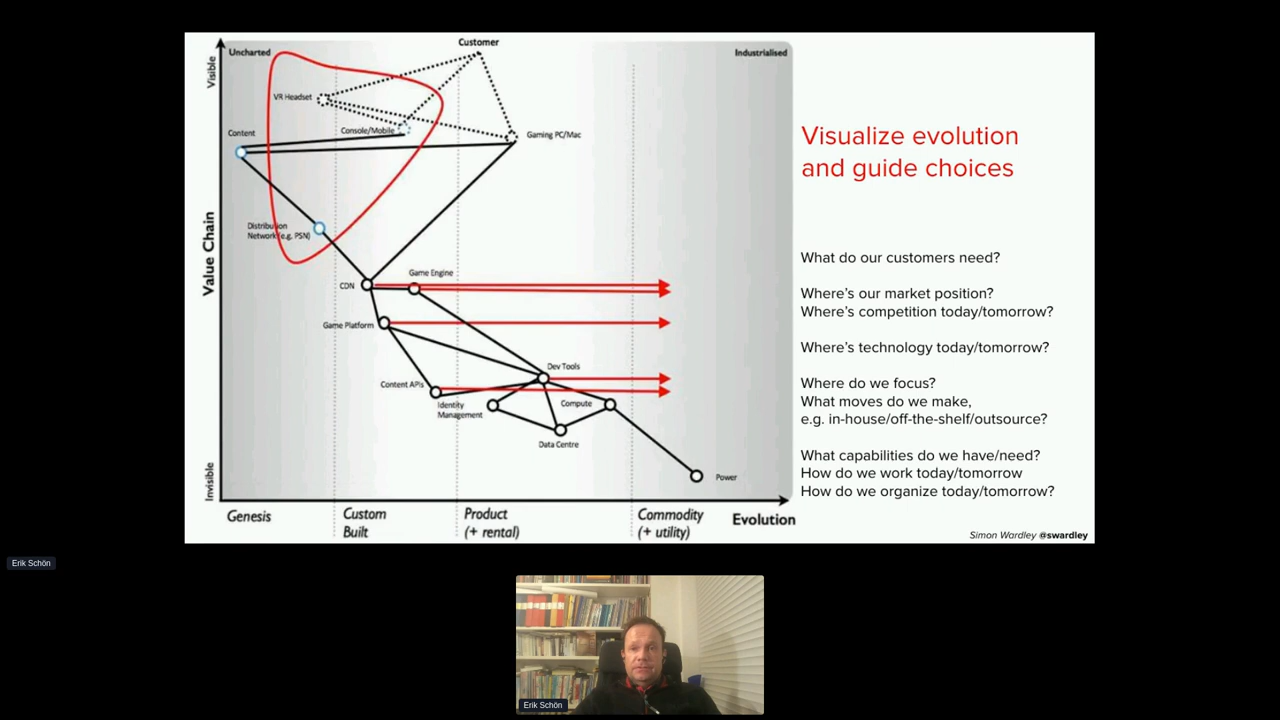 Customer
Uncharted
Industrialised
Visible
VR Headset
Content
Console/Mobile
Gaming PC/Mac
Distribution
Network (e.g. PSN)
Value Chain
CDN
Game Engine
Game Platform
Dev Tools
Content APIs
Identity
Management
Compute
Data Centre
Power
Invisible
Genesis
Custom
Built
Product
(+ rental)
Commodity
(+ utility)
Evolution
Visualize evolution
and guide choices
What do our customers need?
Where’s our market position?
Where’s competition today/tomorrow?
Where’s technology today/tomorrow?
Where do we focus?
What moves do we make,
e.g. in-house/off-the-shelf/outsource?
What capabilities do we have/need?
How do we work today/tomorrow
How do we organize today/tomorrow?
Simon Wardley @swardley
Erik Schön
Erik Schön